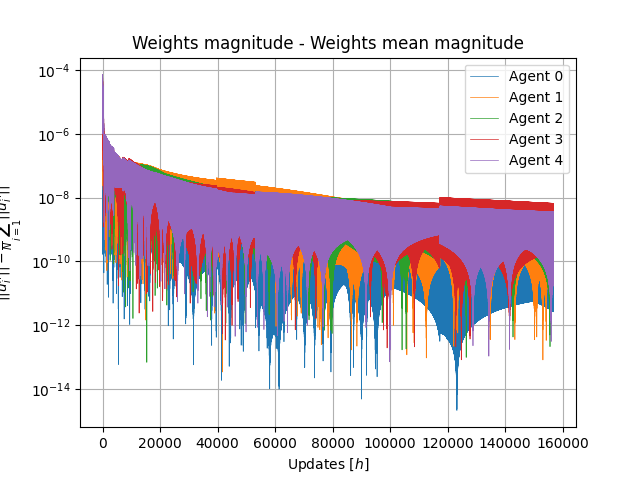 Weights magnitude - Weights mean magnitude
10⁻⁴
10⁻⁶
10⁻⁸
10⁻¹⁰
10⁻¹²
10⁻¹⁴
Agent 0
Agent 1
Agent 2
Agent 3
Agent 4
0 20000 40000 60000 80000 100000 120000 140000 160000
Updates [h]